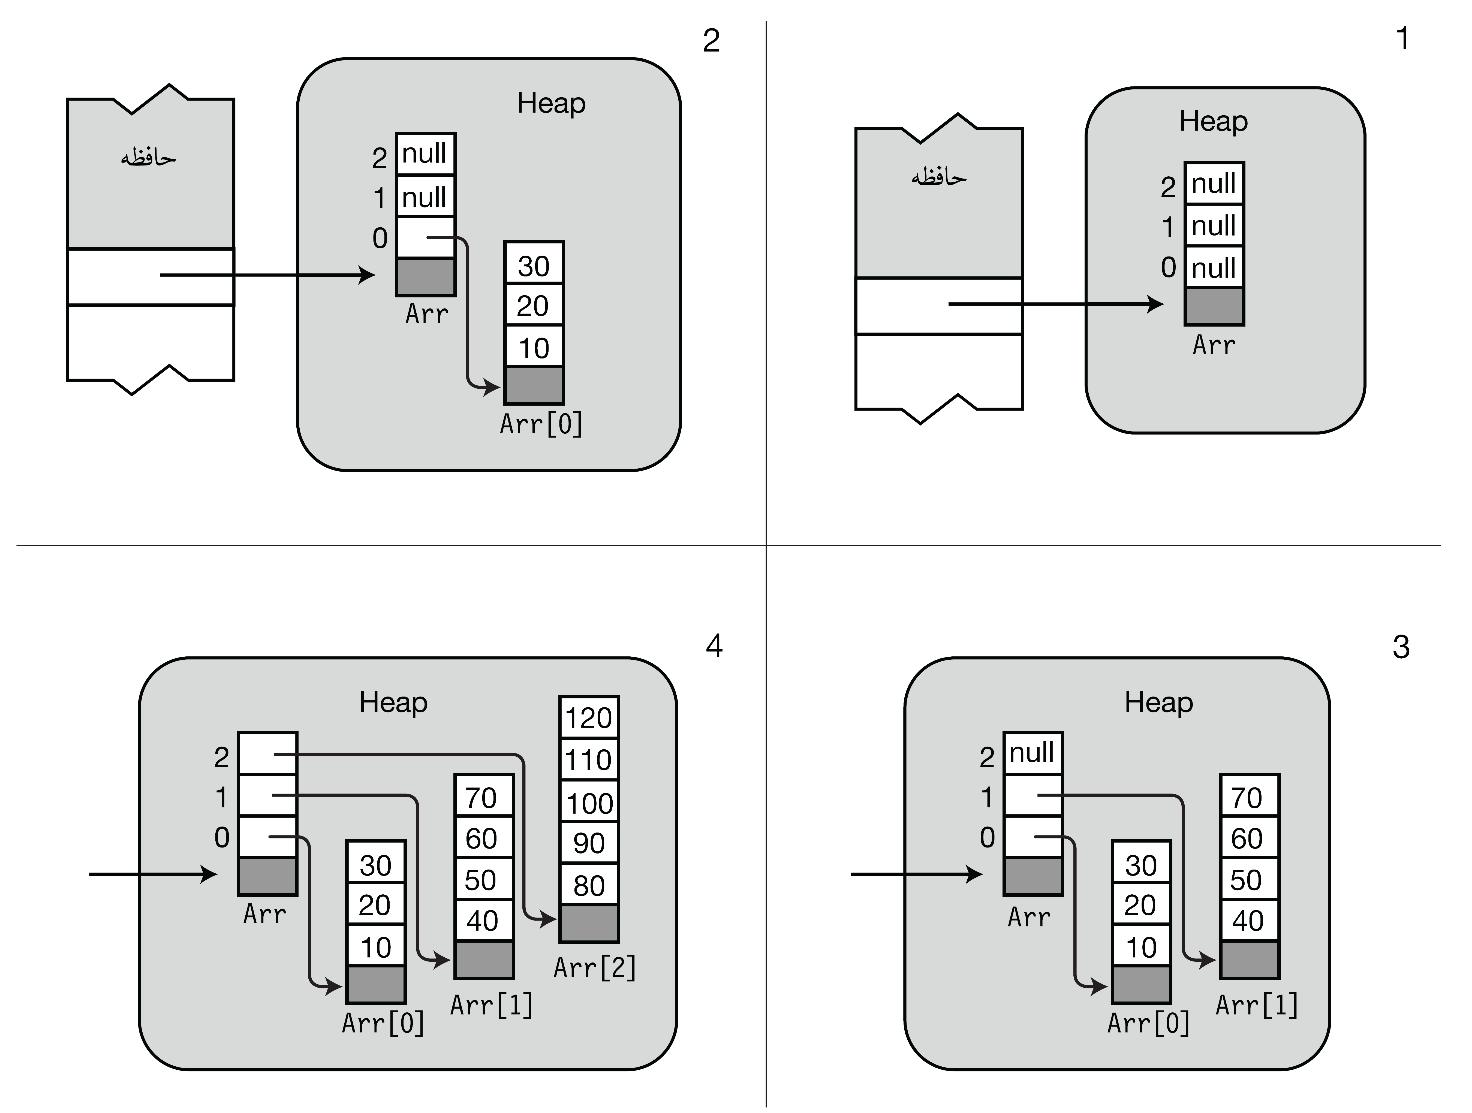 1
Heap
حافظه
2 null
1 null
0 null
Arr
2
Heap
حافظه
2 null
1 null
0
30
20
10
Arr
Arr[0]
3
Heap
2 null
1
0
30
20
10
70
60
50
40
Arr
Arr[0]
Arr[1]
4
Heap
2
1
0
30
20
10
70
60
50
40
120
110
100
90
80
Arr
Arr[0]
Arr[1]
Arr[2]